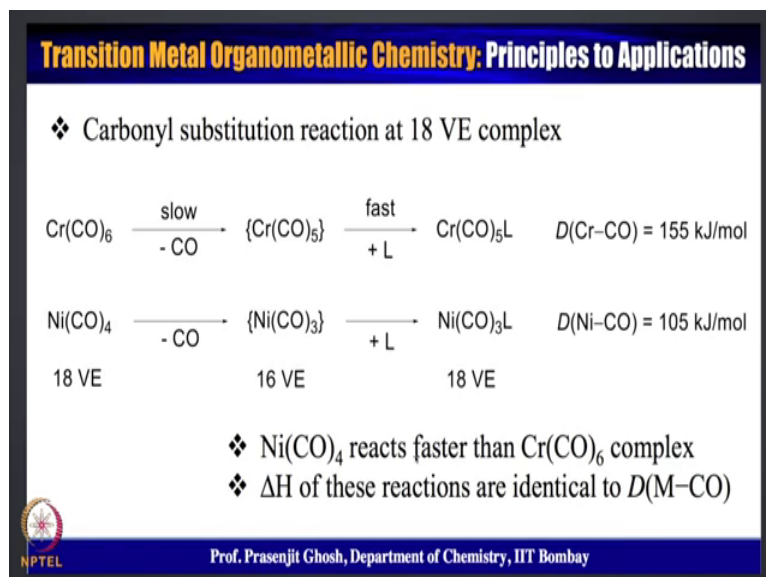 Transition Metal Organometallic Chemistry: Principles to Applications
❖ Carbonyl substitution reaction at 18 VE complex
Cr(CO)₆ slow - CO {Cr(CO)₅} fast + L Cr(CO)₅L D(Cr–CO) = 155 kJ/mol
Ni(CO)₄ - CO {Ni(CO)₃} + L Ni(CO)₃L D(Ni–CO) = 105 kJ/mol
18 VE 16 VE 18 VE
❖ Ni(CO)₄ reacts faster than Cr(CO)₆ complex
❖ ΔH of these reactions are identical to D(M–CO)
NPTEL
Prof. Prasenjit Ghosh, Department of Chemistry, IIT Bombay